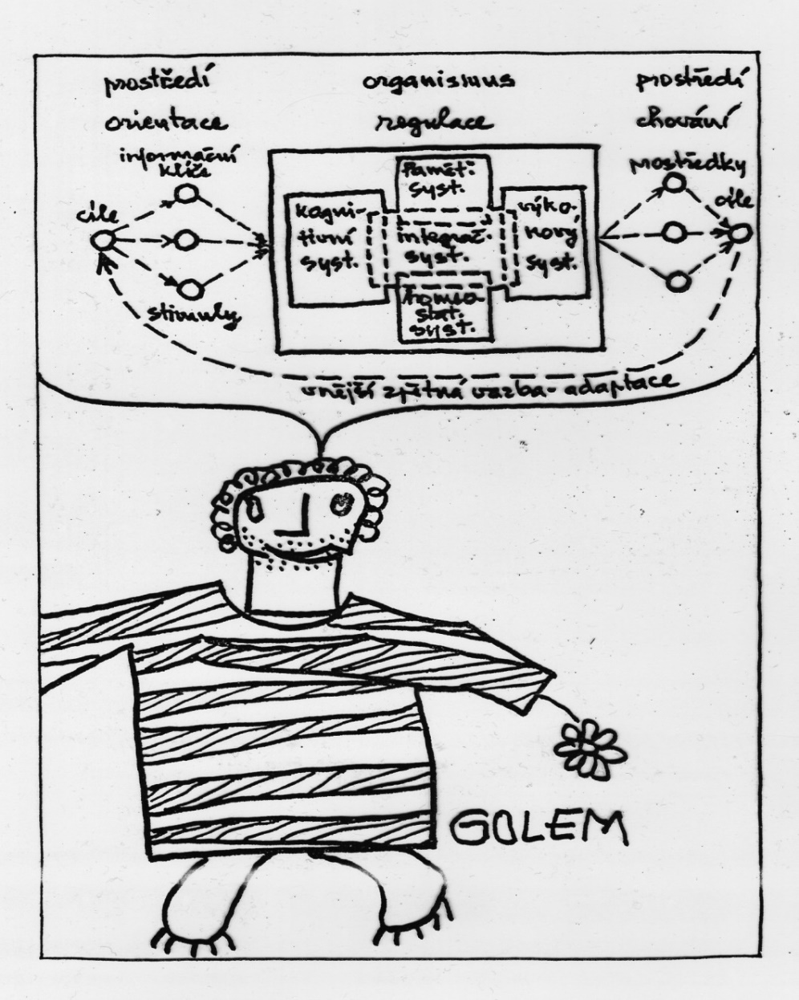 prostředí organismus prostředí
orientace regulace chování
informační
klíče
prostředky
cíle
cíle
stimuly
Paměť.
syst.
kogni-
tivní
syst.
integrač.
syst.
výko-
nový
syst.
homeo-
stat.
syst.
vnější zpětná vazba - adaptace
GOLEM